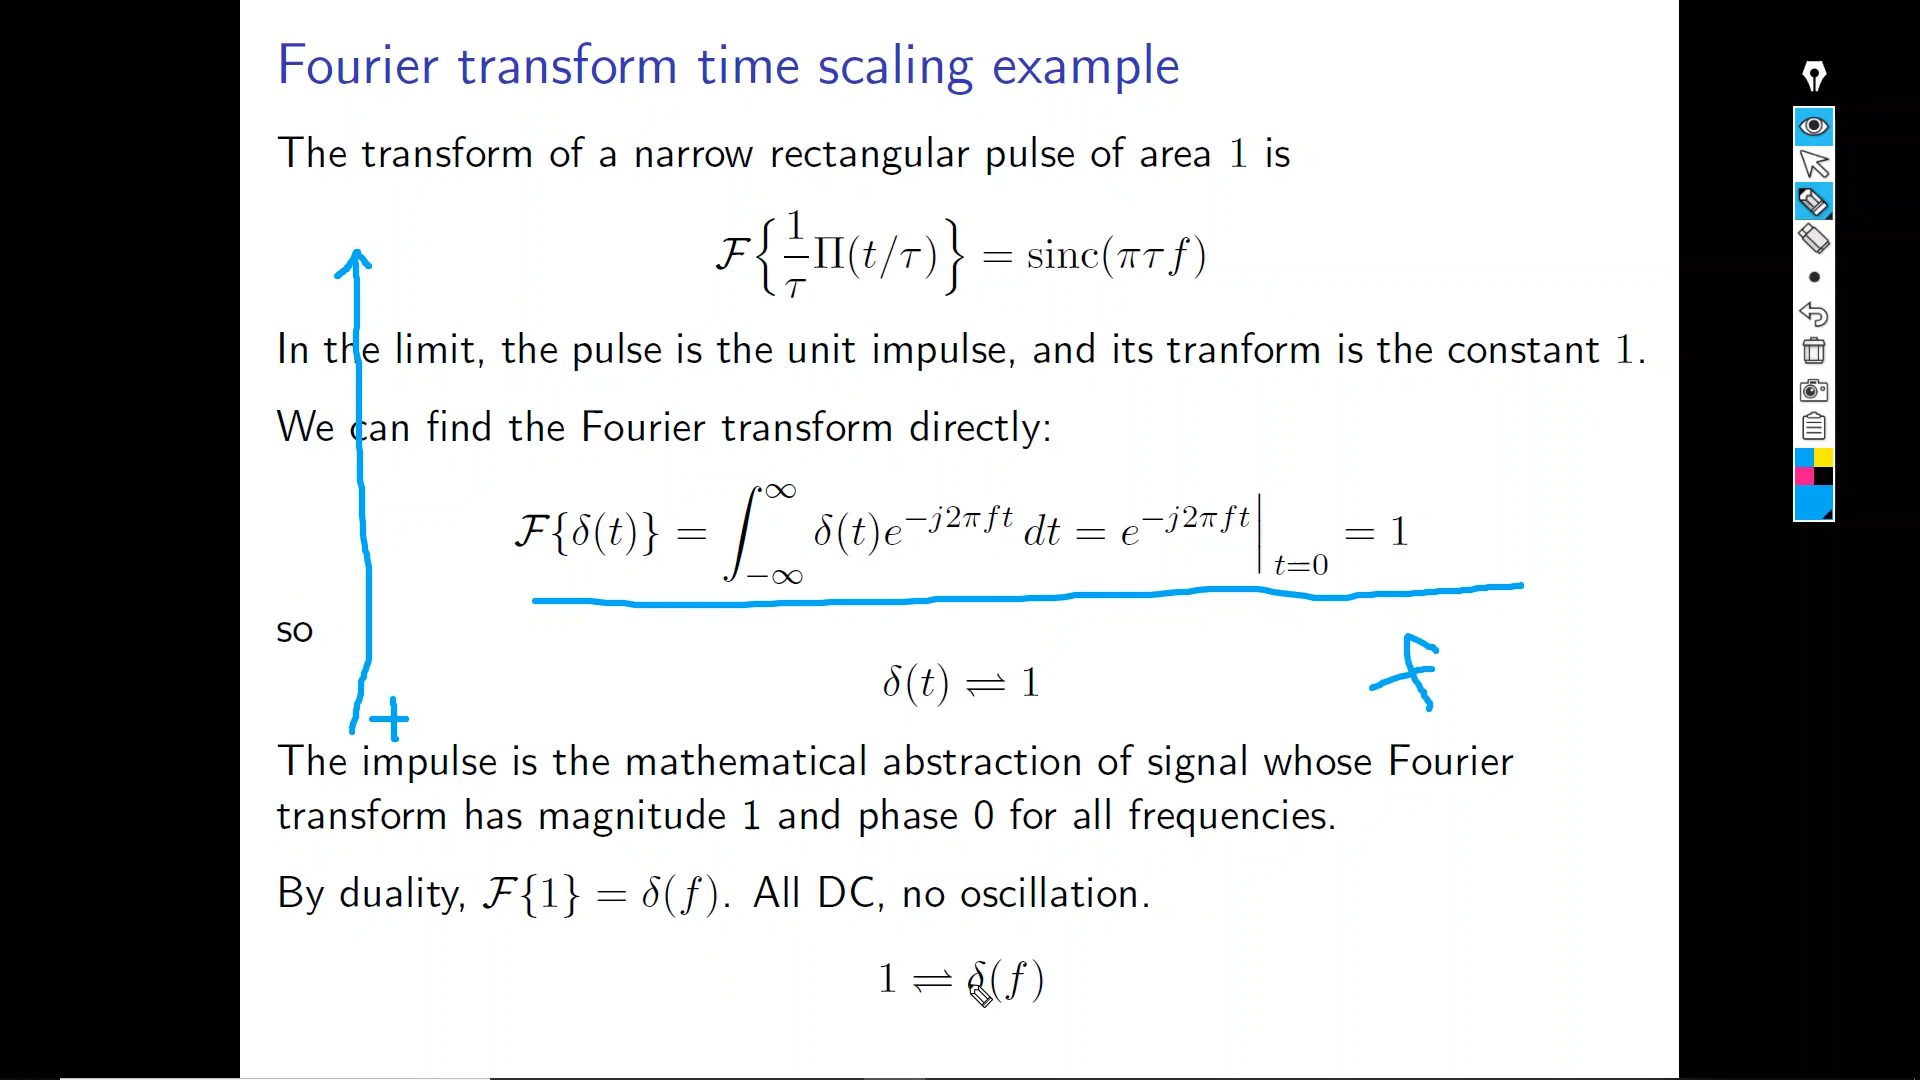 Fourier transform time scaling example
The transform of a narrow rectangular pulse of area 1 is
ℱ{1/τ Π(t/τ)} = sinc(πτf)
In the limit, the pulse is the unit impulse, and its tranform is the constant 1.
We can find the Fourier transform directly:
ℱ{δ(t)} = ∫_{−∞}^{∞} δ(t)e^{−j2πft} dt = e^{−j2πft}|_{t=0} = 1
so
δ(t) ⇌ 1
f
t
The impulse is the mathematical abstraction of signal whose Fourier
transform has magnitude 1 and phase 0 for all frequencies.
By duality, ℱ{1} = δ(f). All DC, no oscillation.
1 ⇌ δ(f)